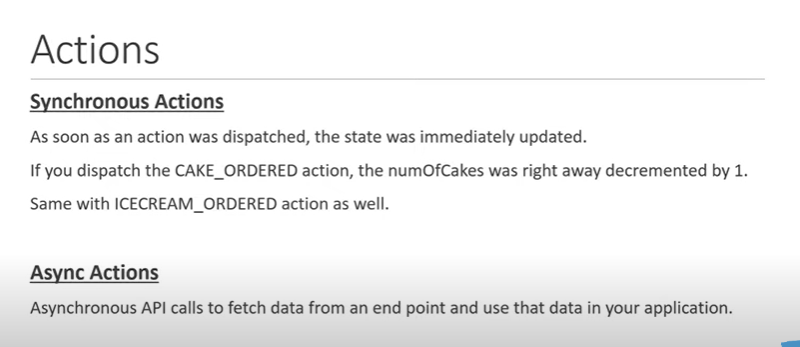 Actions
Synchronous Actions
As soon as an action was dispatched, the state was immediately updated.
If you dispatch the CAKE_ORDERED action, the numOfCakes was right away decremented by 1.
Same with ICECREAM_ORDERED action as well.
Async Actions
Asynchronous API calls to fetch data from an end point and use that data in your application.